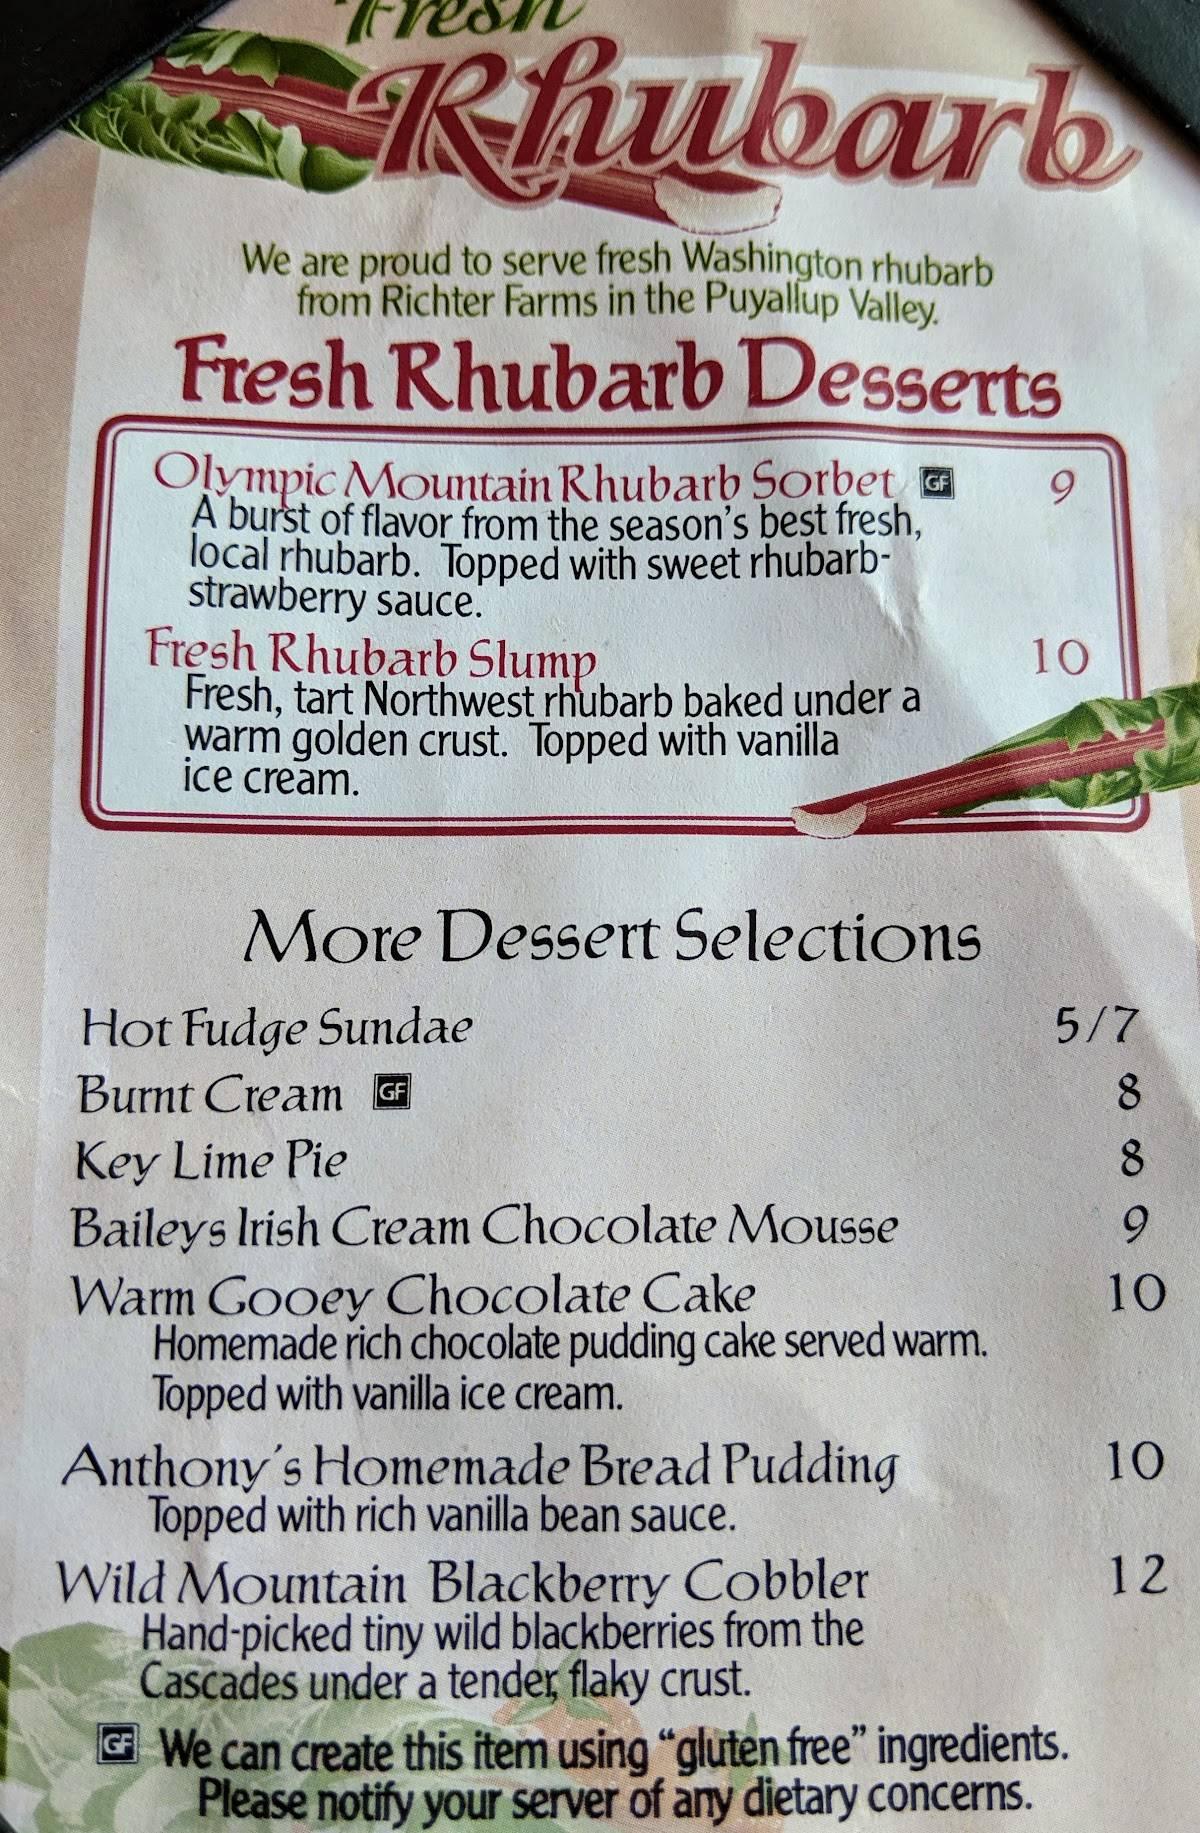 Fresh
Rhubarb
We are proud to serve fresh Washington rhubarb
from Richter Farms in the Puyallup Valley.
Fresh Rhubarb Desserts
Olympic Mountain Rhubarb Sorbet GF 9
A burst of flavor from the season's best fresh,
local rhubarb. Topped with sweet rhubarb-
strawberry sauce.
Fresh Rhubarb Slump 10
Fresh, tart Northwest rhubarb baked under a
warm golden crust. Topped with vanilla
ice cream.
More Dessert Selections
Hot Fudge Sundae 5/7
Burnt Cream GF 8
Key Lime Pie 8
Baileys Irish Cream Chocolate Mousse 9
Warm Gooey Chocolate Cake 10
Homemade rich chocolate pudding cake served warm.
Topped with vanilla ice cream.
Anthony's Homemade Bread Pudding 10
Topped with rich vanilla bean sauce.
Wild Mountain Blackberry Cobbler 12
Hand-picked tiny wild blackberries from the
Cascades under a tender, flaky crust.
GF We can create this item using "gluten free" ingredients.
Please notify your server of any dietary concerns.